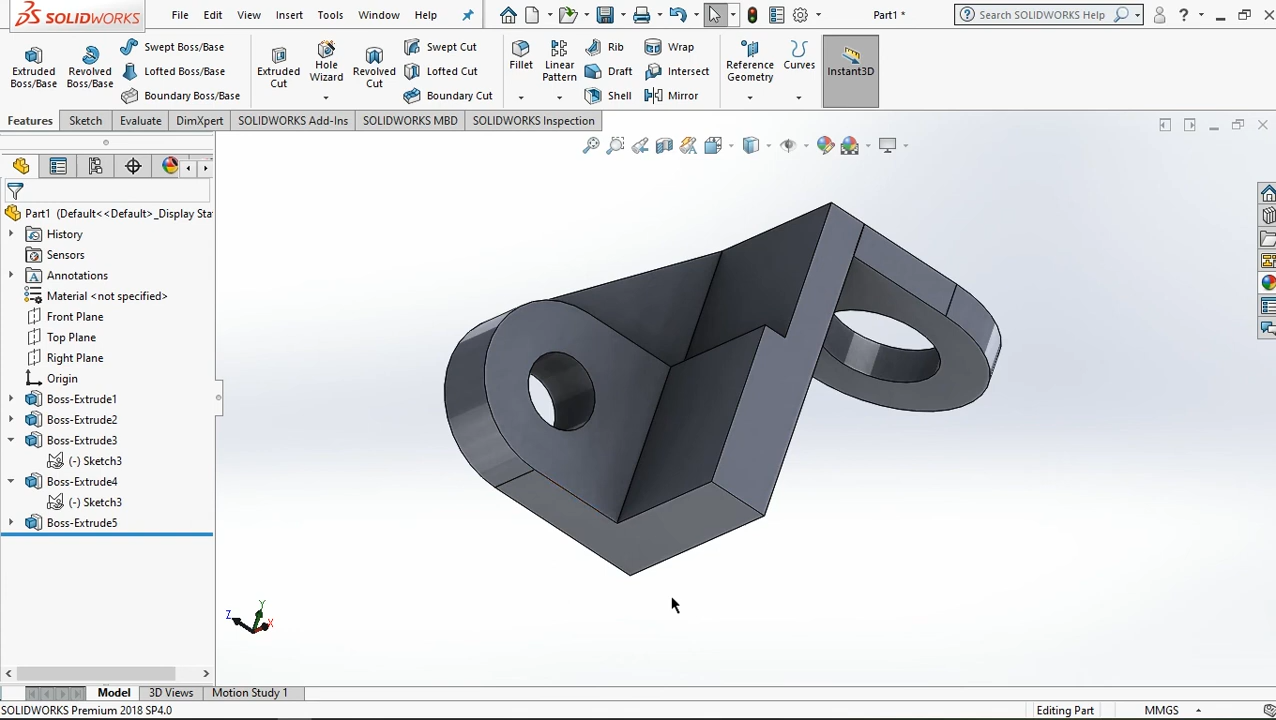 SOLIDWORKS File Edit View Insert Tools Window Help Part1 * Search SOLIDWORKS Help ?
Extruded Boss/Base
Revolved Boss/Base
Swept Boss/Base
Lofted Boss/Base
Boundary Boss/Base
Extruded Cut
Hole Wizard
Revolved Cut
Swept Cut
Lofted Cut
Boundary Cut
Fillet
Linear Pattern
Rib
Draft
Shell
Wrap
Intersect
Mirror
Reference Geometry
Curves
Instant3D
Features Sketch Evaluate DimXpert SOLIDWORKS Add-Ins SOLIDWORKS MBD SOLIDWORKS Inspection
Part1 (Default<<Default>_Display Sta
History
Sensors
Annotations
Material <not specified>
Front Plane
Top Plane
Right Plane
Origin
Boss-Extrude1
Boss-Extrude2
Boss-Extrude3
(-) Sketch3
Boss-Extrude4
(-) Sketch3
Boss-Extrude5
Z Y X
Model 3D Views Motion Study 1
SOLIDWORKS Premium 2018 SP4.0 Editing Part MMGS